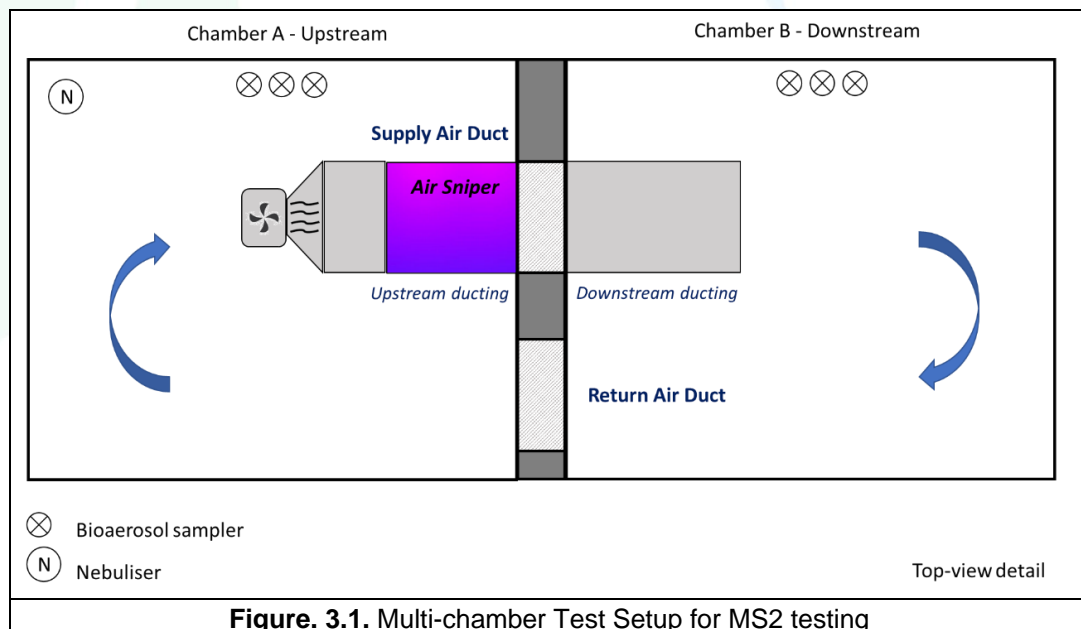 Chamber A - Upstream
Chamber B - Downstream
N
Supply Air Duct
Air Sniper
Upstream ducting
Downstream ducting
Return Air Duct
Bioaerosol sampler
N
Nebuliser
Top-view detail
Figure. 3.1. Multi-chamber Test Setup for MS2 testing